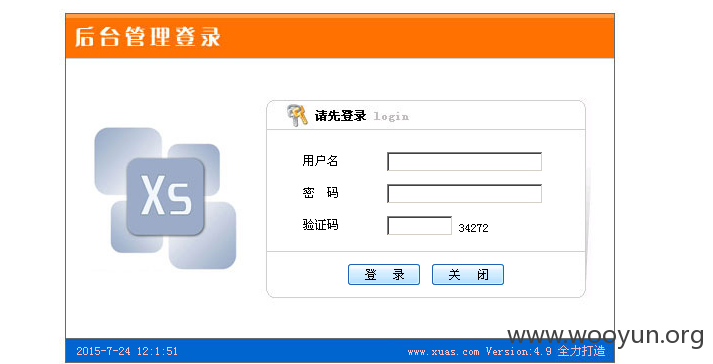 后台管理登录
请先登录 login
用户名
密 码
验证码 34272
登 录 关 闭
Xs
2015-7-24 12:1:51 www.xuas.com Version:4.9 全力打造
www.wooyun.org